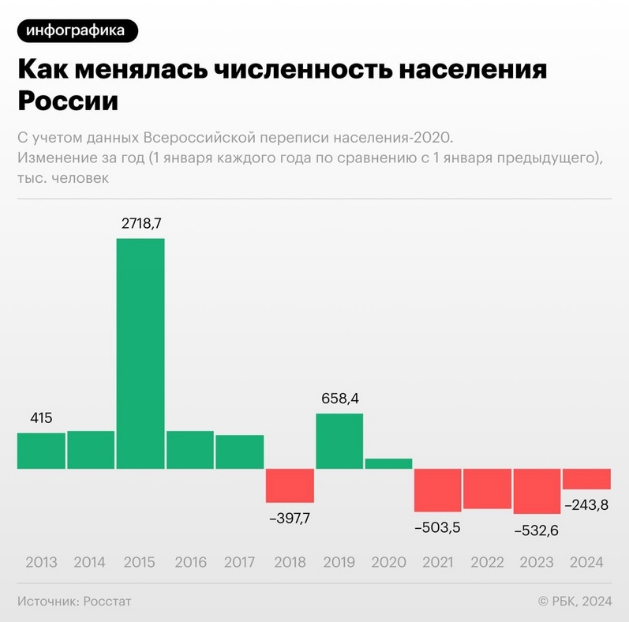 инфографика
Как менялась численность населения
России
С учетом данных Всероссийской переписи населения-2020.
Изменение за год (1 января каждого года по сравнению с 1 января предыдущего),
тыс. человек
2718,7
658,4
415
–397,7
–503,5
–532,6
–243,8
2013 2014 2015 2016 2017 2018 2019 2020 2021 2022 2023 2024
Источник: Росстат © РБК, 2024